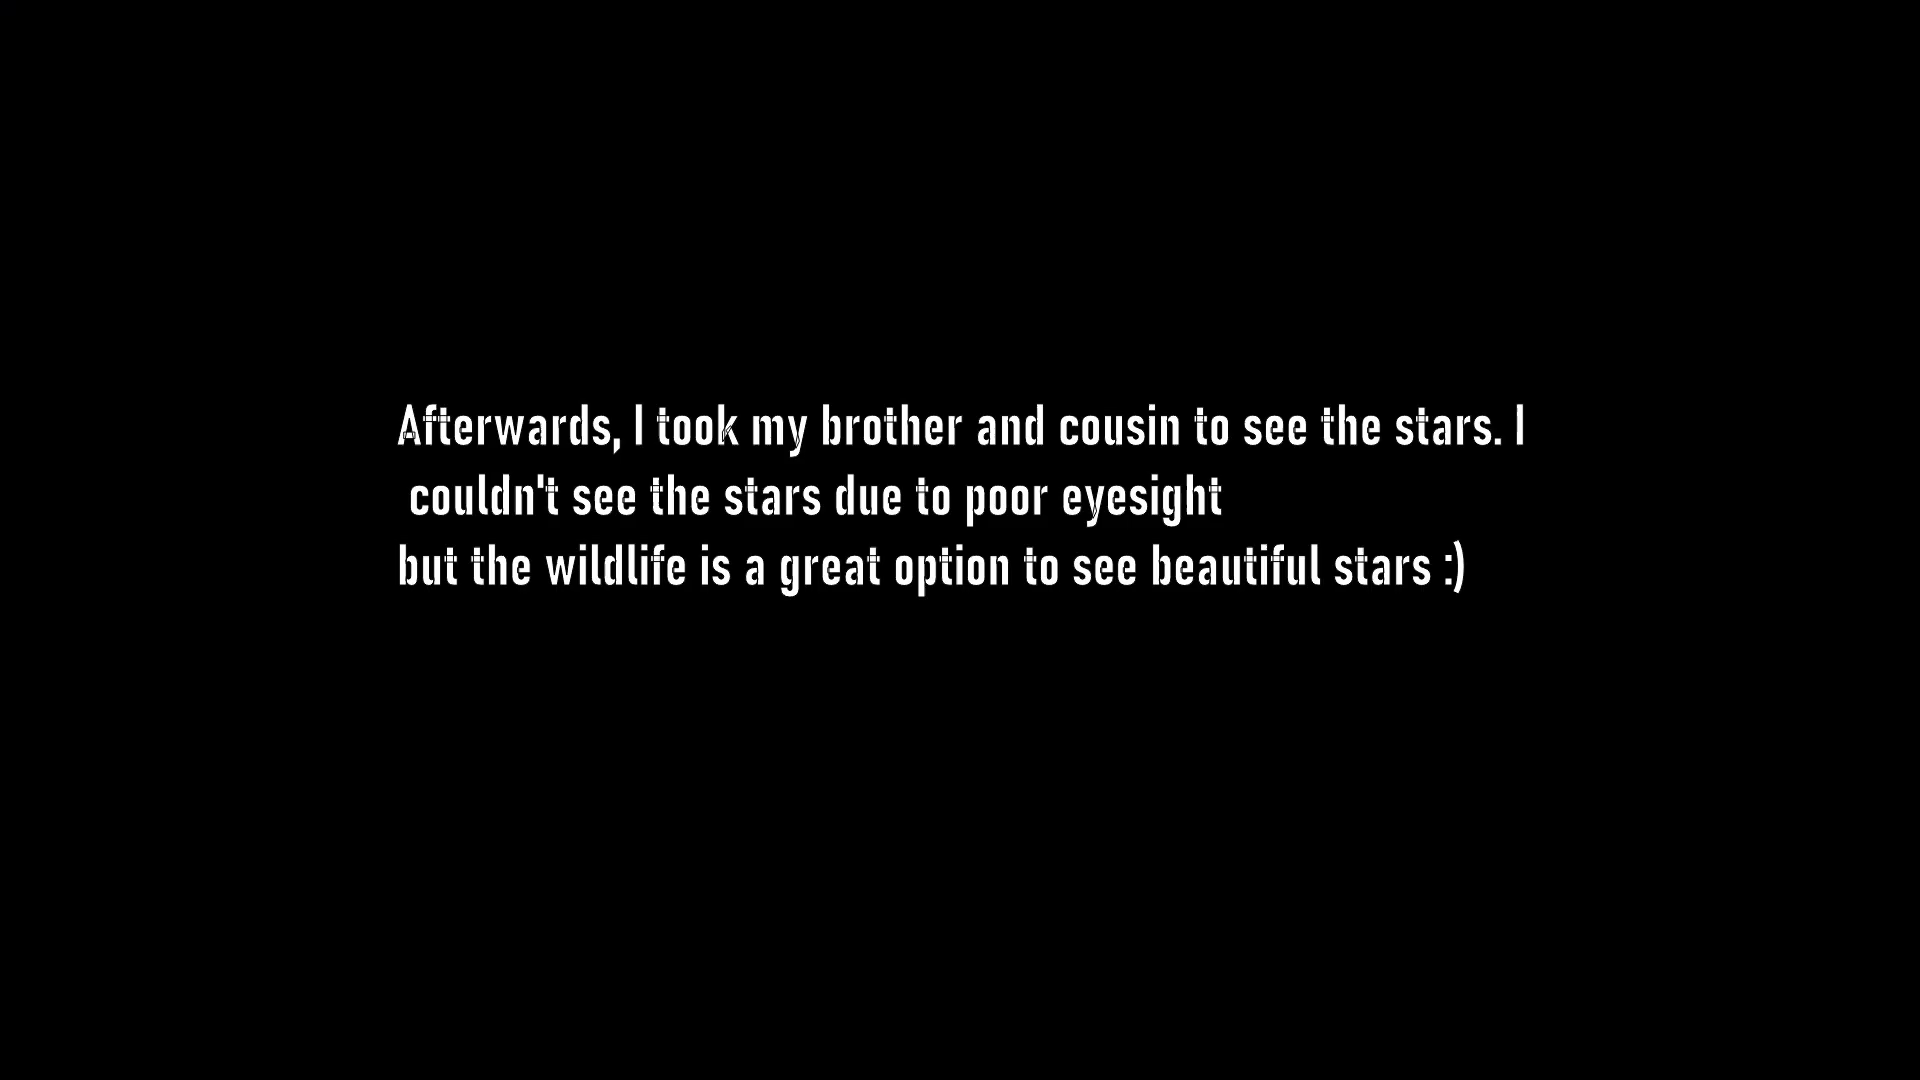 Afterwards, I took my brother and cousin to see the stars. I
couldn't see the stars due to poor eyesight
but the wildlife is a great option to see beautiful stars :)